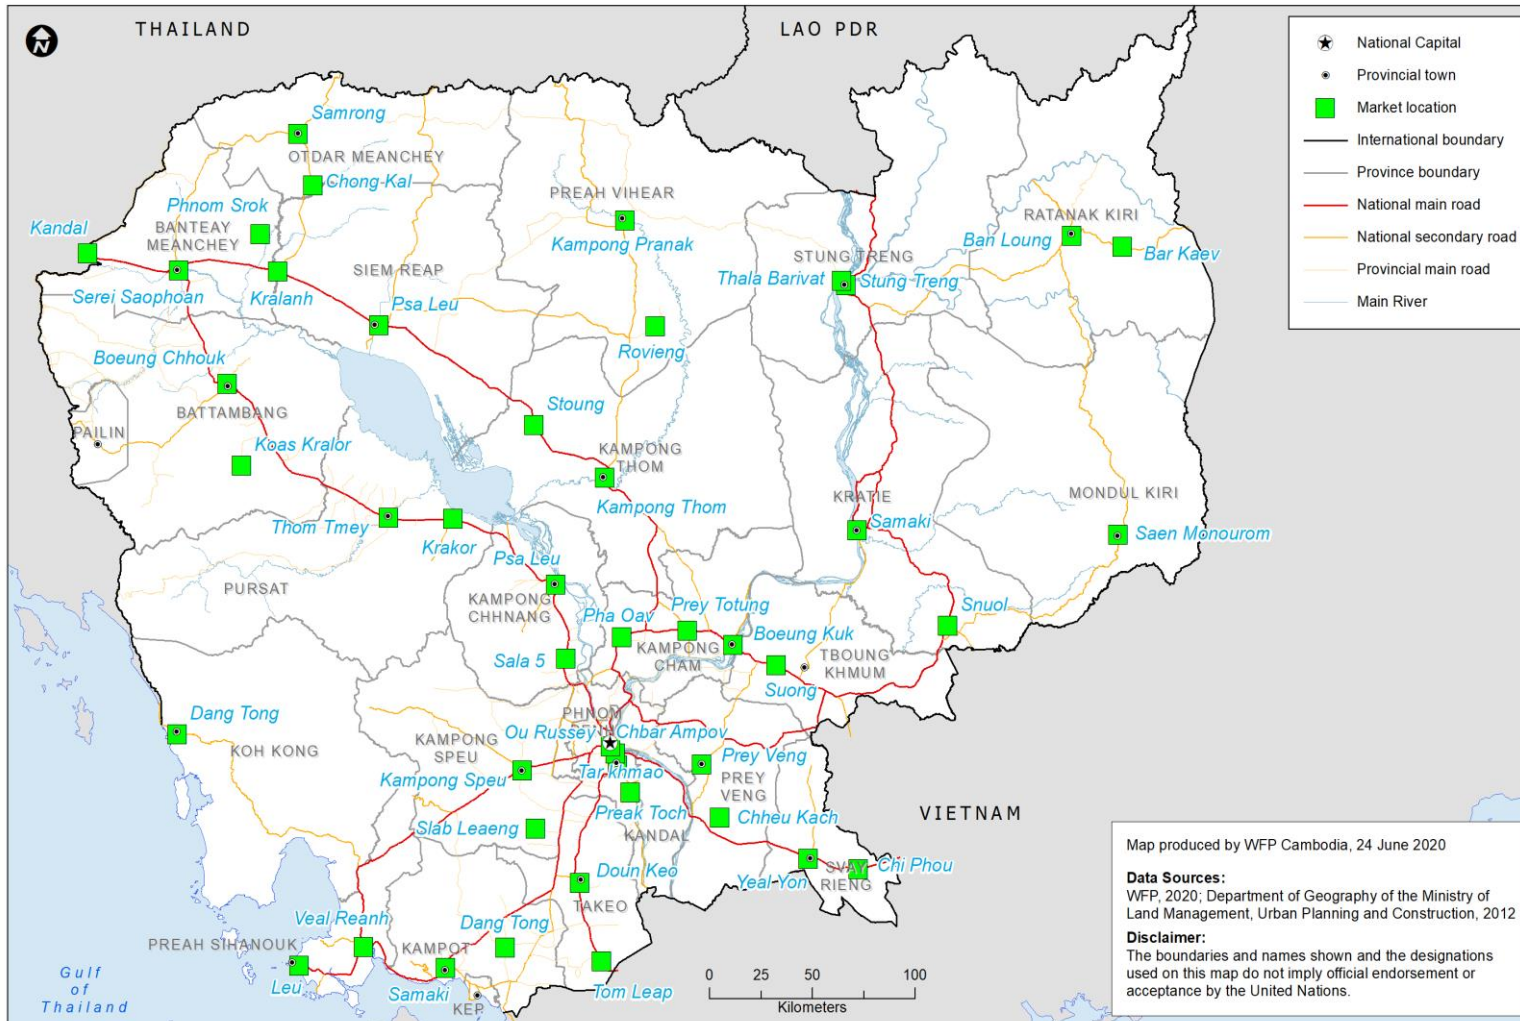 THAILAND
LAO PDR
N
Samrong
OTDAR MEANCHEY
Chong-Kal
Phnom Srok
BANTEAY
MEANCHEY
Kandal
Serei Saophoan
Kralanh
SIEM REAP
Psa Leu
PREAH VIHEAR
Kampong Pranak
Rovieng
STUNG TRENG
Thala Barivat
Stung Treng
RATANAK KIRI
Ban Loung
Bar Kaev
Boeung Chhouk
BATTAMBANG
PAILIN
Koas Kralor
Stoung
KAMPONG
THOM
Kampong Thom
Thom Tmey
Krakor
KRATIE
Samaki
MONDUL KIRI
Saen Monourom
PURSAT
Psa Leu
KAMPONG
CHHNANG
Pha Oav
Prey Totung
Snuol
Boeung Kuk
KAMPONG
CHAM
TBOUNG
KHMUM
Sala 5
Suong
Dang Tong
KOH KONG
KAMPONG
SPEU
PHNOM
PENH
Ou Russey
Chbar Ampov
Kampong Speu
Tar khmao
Prey Veng
PREY
VENG
Preak Toch
Chheu Kach
VIETNAM
Slab Leaeng
KANDAL
Doun Keo
Yeal Yon
SVAY
RIENG
Chi Phou
TAKEO
Veal Reanh
Dang Tong
PREAH SIHANOUK
KAMPOT
Leu
Samaki
KEP
Tom Leap
Gulf
of
Thailand
0 25 50 100
Kilometers
National Capital
Provincial town
Market location
International boundary
Province boundary
National main road
National secondary road
Provincial main road
Main River
Map produced by WFP Cambodia, 24 June 2020
Data Sources:
WFP, 2020; Department of Geography of the Ministry of
Land Management, Urban Planning and Construction, 2012
Disclaimer:
The boundaries and names shown and the designations
used on this map do not imply official endorsement or
acceptance by the United Nations.